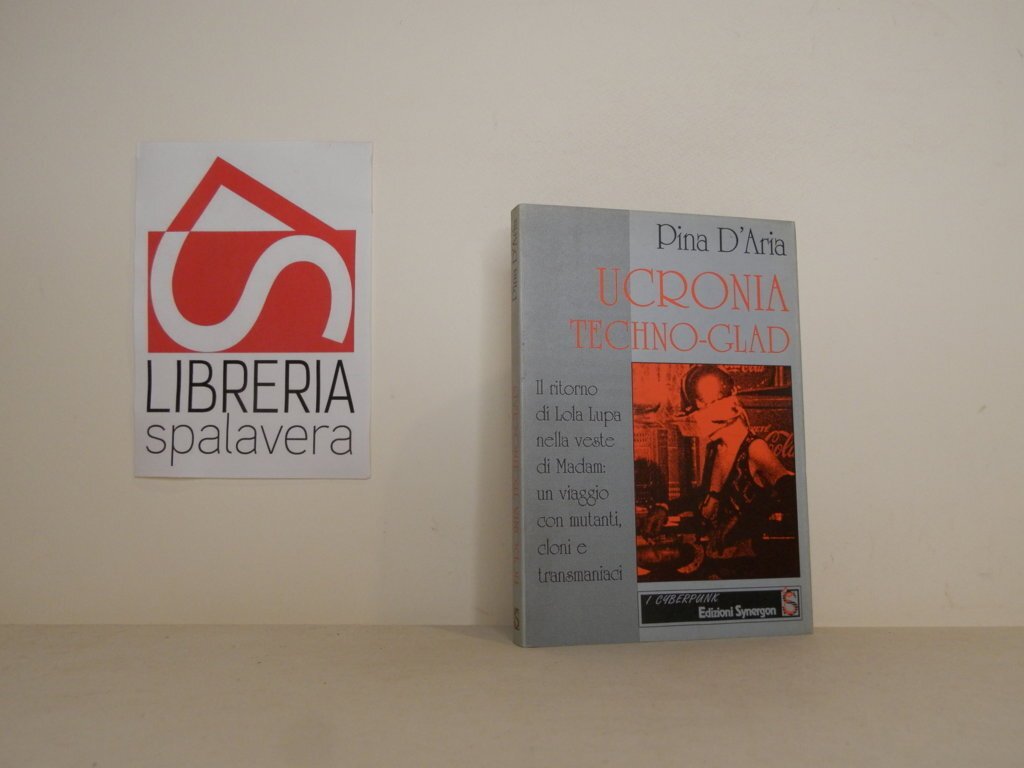 LIBRERIA
spalavera
Pina D'Aria
UCRONIA
TECHNO-GLAD
Il ritorno
di Lola Lupa
nella veste
di Madam:
un viaggio
con mutanti,
cloni e
transmaniaci
I CYBERPUNK
Edizioni Synergon